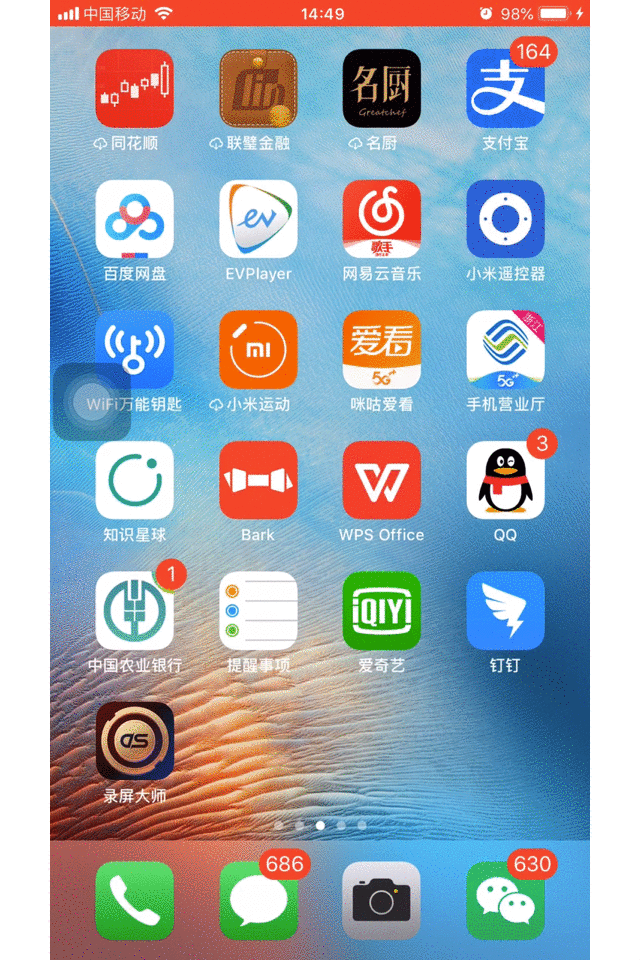 中国移动 14:49 98%
164
名厨
Greatchef
支
同花顺 联璧金融 名厨 支付宝
ev
歌手
百度网盘 EVPlayer 网易云音乐 小米遥控器
mi 爱看 浙江
5G 5G
WiFi万能钥匙 小米运动 咪咕爱看 手机营业厅
3
W
知识星球 Bark WPS Office QQ
1
iQIYI
中国农业银行 提醒事项 爱奇艺 钉钉
录屏大师
686 630